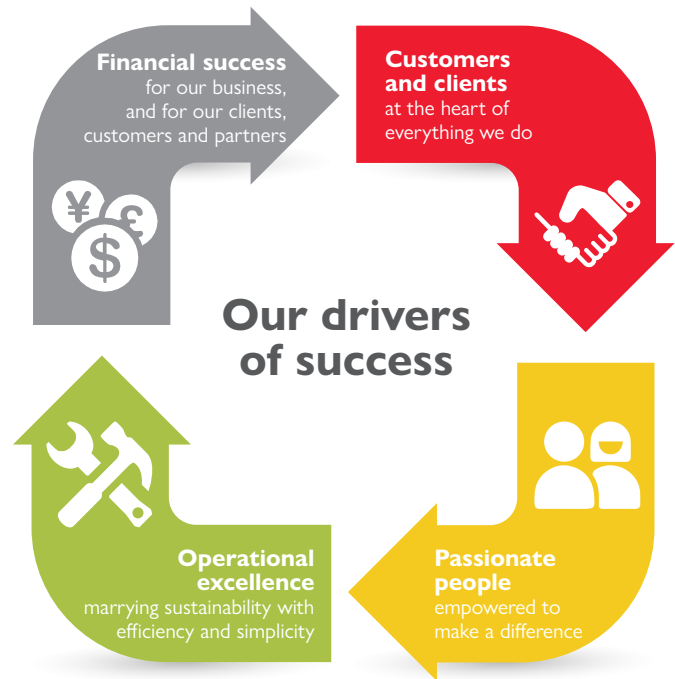 Financial success
for our business,
and for our clients,
customers and partners
Customers
and clients
at the heart of
everything we do
¥
£
$
Our drivers
of success
Operational
excellence
marrying sustainability with
efficiency and simplicity
Passionate
people
empowered to
make a difference